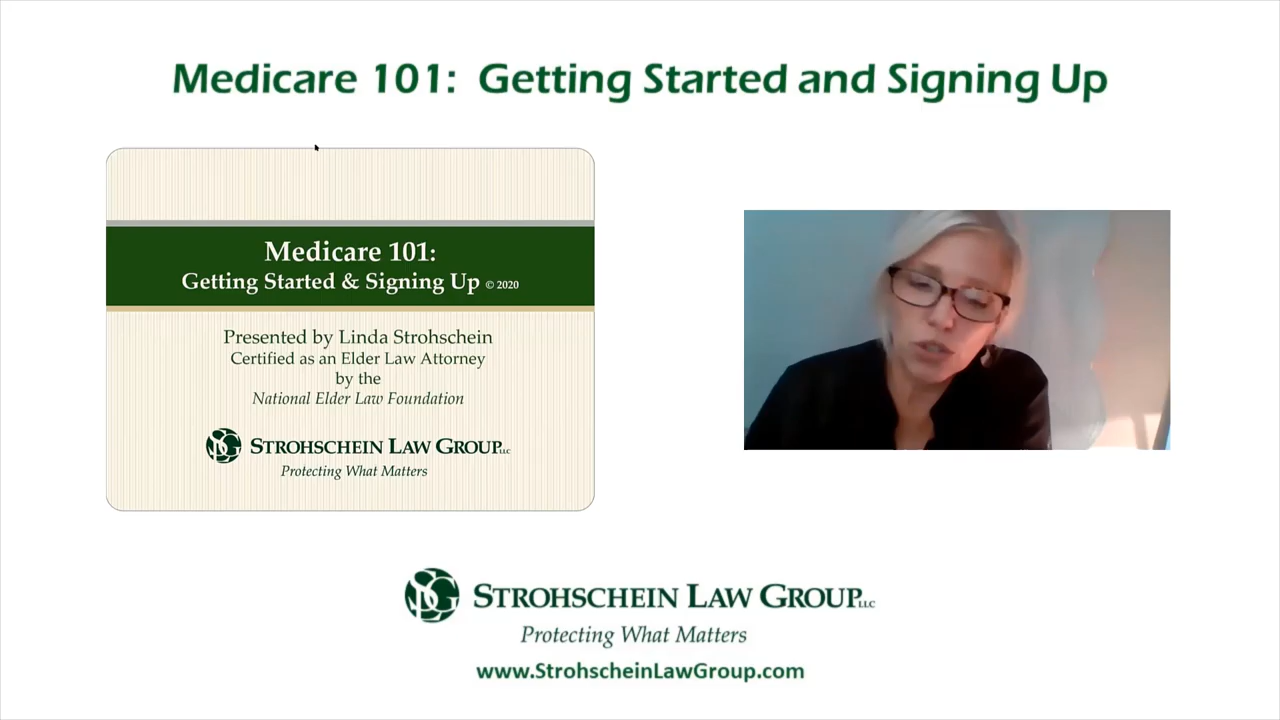 Medicare 101: Getting Started and Signing Up
Medicare 101:
Getting Started & Signing Up © 2020
Presented by Linda Strohschein
Certified as an Elder Law Attorney
by the
National Elder Law Foundation
STROHSCHEIN LAW GROUP LLC
Protecting What Matters
STROHSCHEIN LAW GROUP LLC
Protecting What Matters
www.StrohscheinLawGroup.com